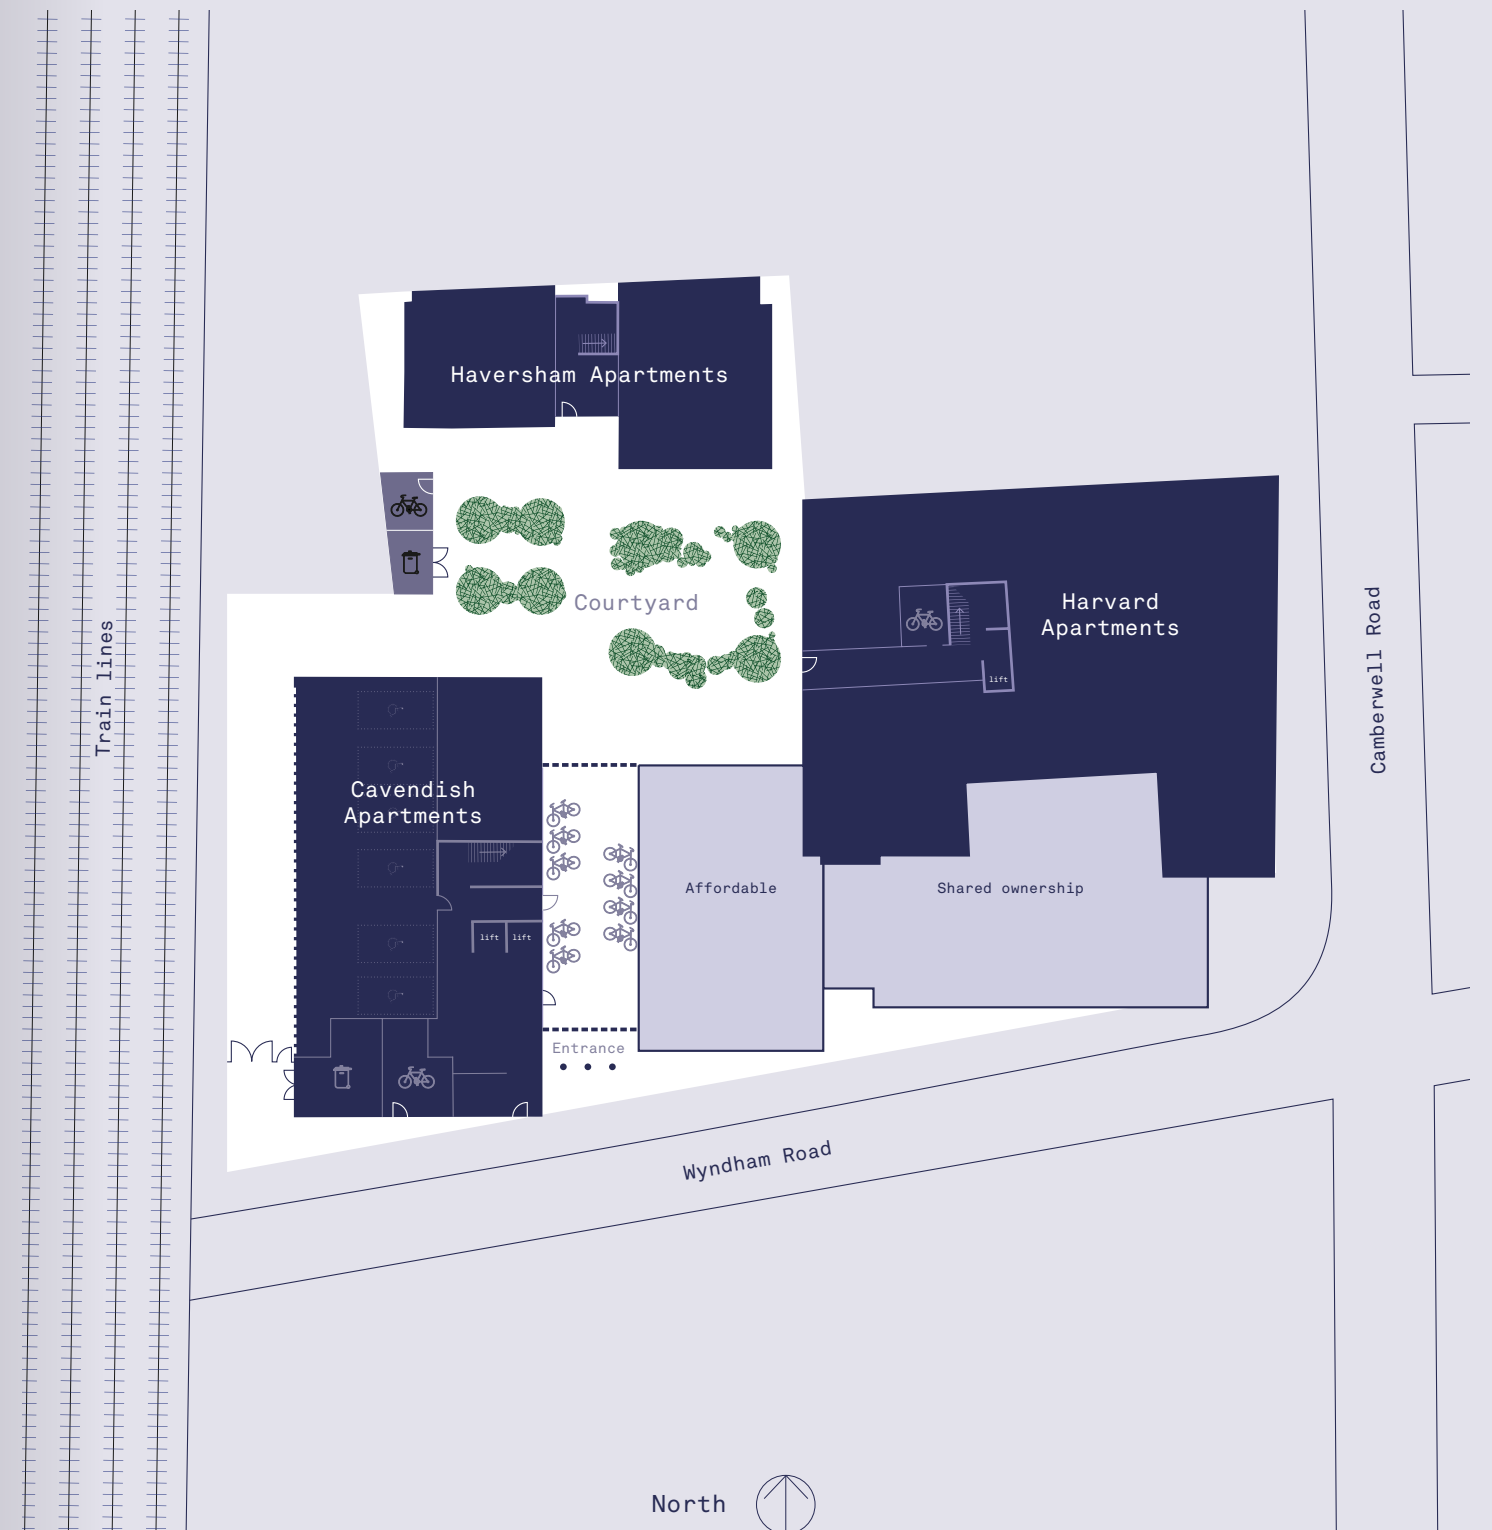 Haversham Apartments
Courtyard
Harvard
Apartments
lift
Train lines
Camberwell Road
Cavendish
Apartments
Affordable
Shared ownership
lift
lift
Entrance
Wyndham Road
North